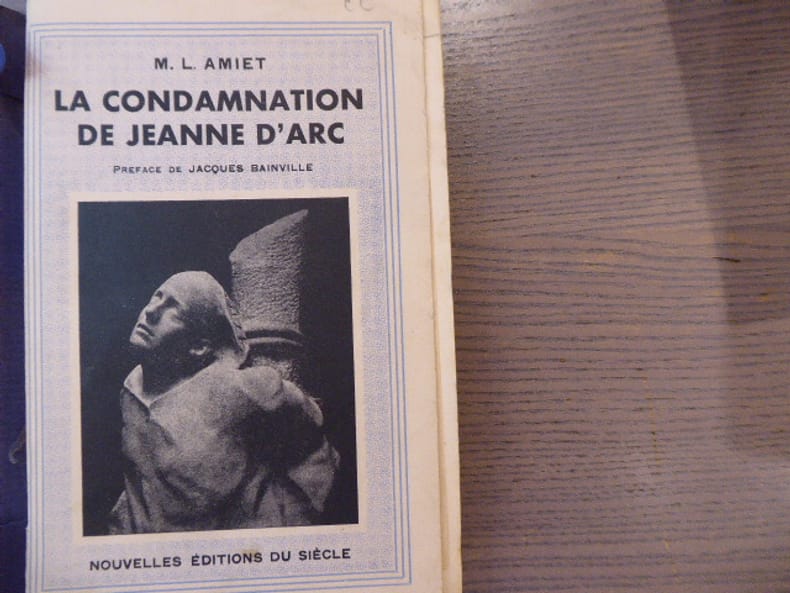 M. L. AMIET
LA CONDAMNATION
DE JEANNE D'ARC
PREFACE DE JACQUES BAINVILLE
NOUVELLES ÉDITIONS DU SIÈCLE